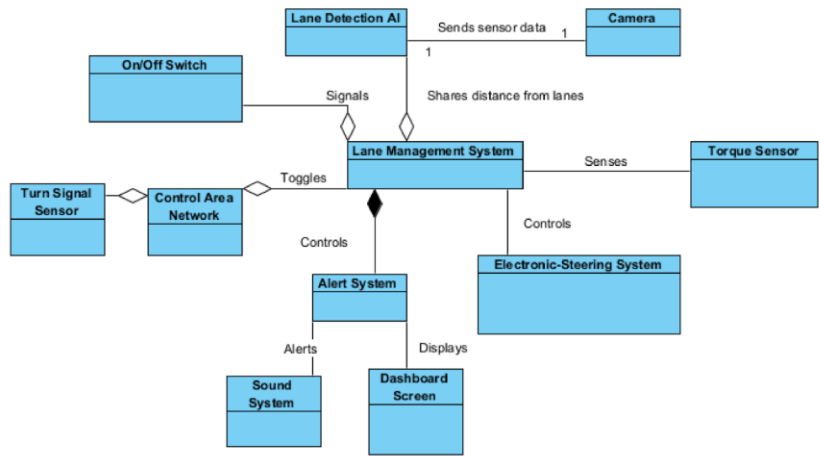 Lane Detection AI
Sends sensor data
1
1
Camera
On/Off Switch
Signals
Shares distance from lanes
Lane Management System
Senses
Torque Sensor
Toggles
Turn Signal
Sensor
Control Area
Network
Controls
Controls
Electronic-Steering System
Alert System
Alerts
Displays
Sound
System
Dashboard
Screen